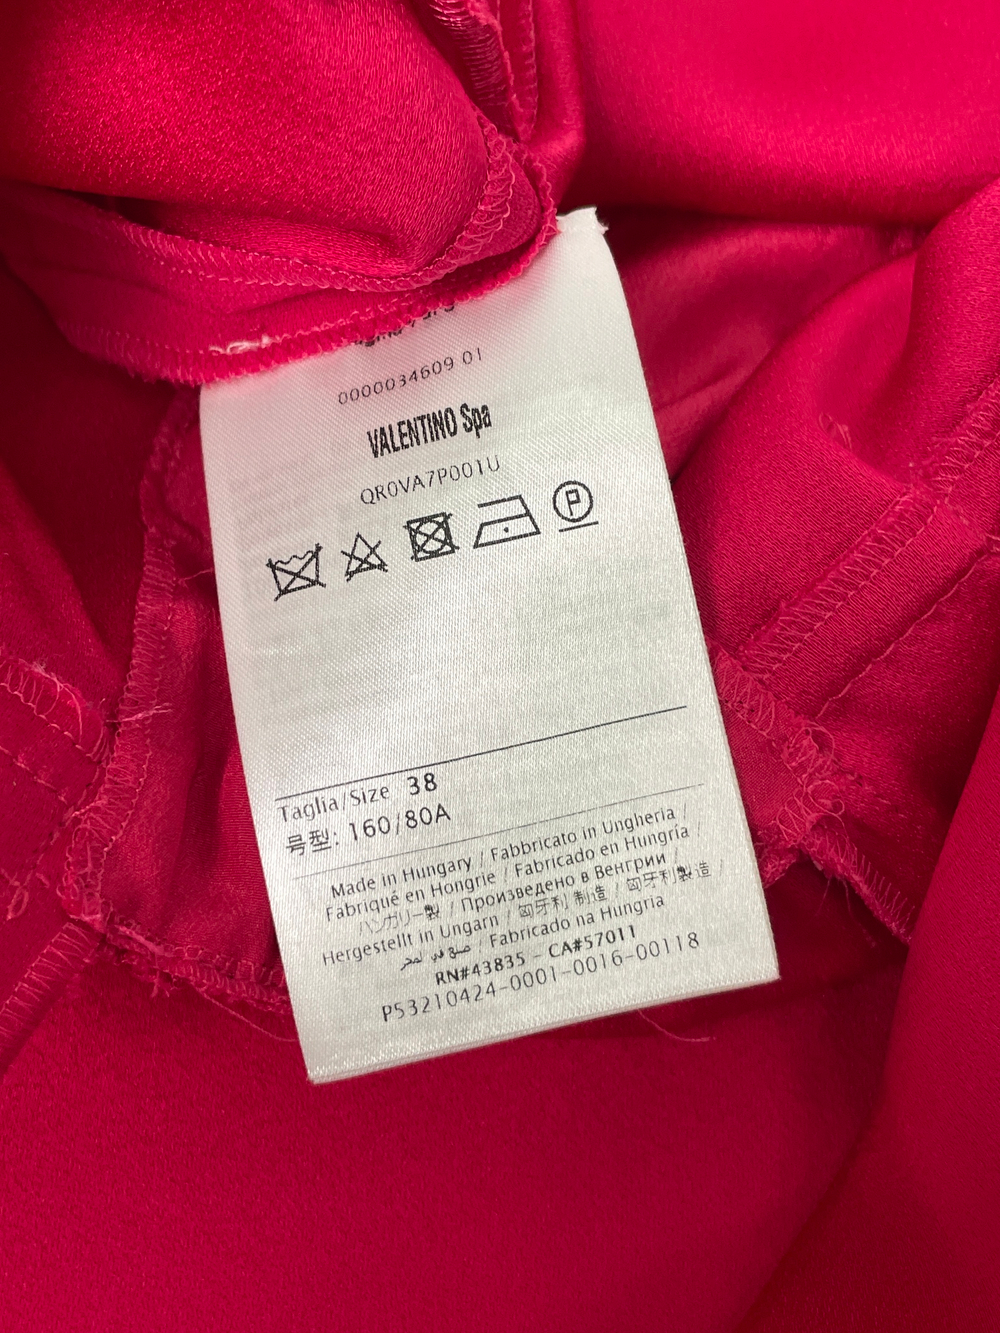 0000034609 01
VALENTINO Spa
QR0VA7P001U
P
Taglia/Size 38
号型: 160/80A
Made in Hungary / Fabbricato in Ungheria /
Fabriqué en Hongrie / Fabricado en Hungría /
ハンガリー製 / Произведено в Венгрии /
Hergestellt in Ungarn / 匈牙利 制造 / 匈牙利製造 /
صنع في / Fabricado na Hungria
RN#43835 - CA#57011
P53210424-0001-0016-00118